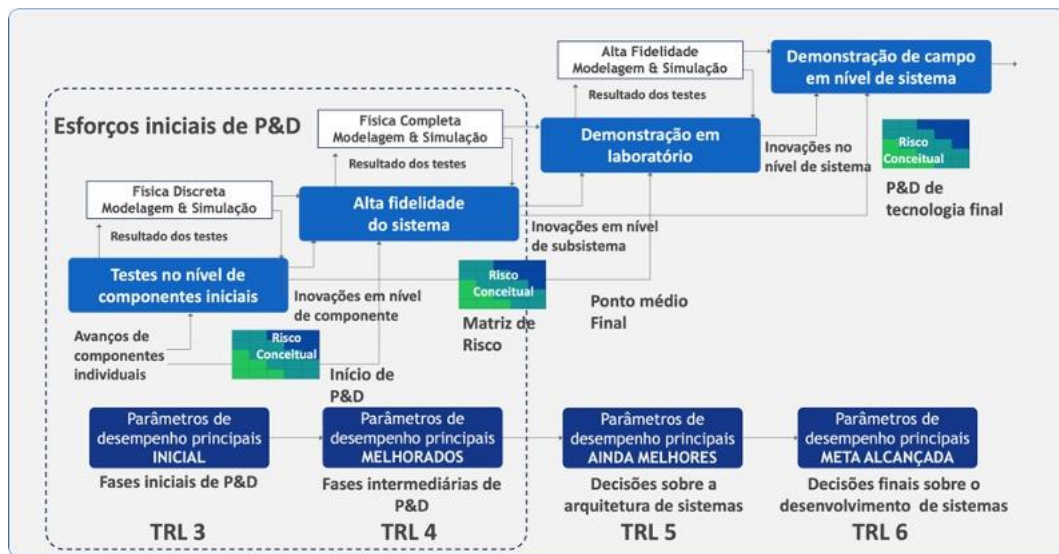 Alta Fidelidade
Modelagem & Simulação
Demonstração de campo
em nível de sistema
Resultado dos testes
Esforços iniciais de P&D
Física Completa
Modelagem & Simulação
Demonstração em
laboratório
Inovações no
nível de sistema
Risco
Conceitual
P&D de
tecnologia final
Resultado dos testes
Física Discreta
Modelagem & Simulação
Alta fidelidade
do sistema
Inovações em nível
de subsistema
Resultado dos testes
Testes no nível de
componentes iniciais
Inovações em nível
de componente
Risco
Conceitual
Matriz de
Risco
Ponto médio
Final
Avanços de
componentes
individuais
Risco
Conceitual
Início de
P&D
Parâmetros de
desempenho principais
INICIAL
Parâmetros de
desempenho principais
MELHORADOS
Parâmetros de
desempenho principais
AINDA MELHORES
Parâmetros de
desempenho principais
META ALCANÇADA
Fases iniciais de P&D
Fases intermediárias de
P&D
Decisões sobre a
arquitetura de sistemas
Decisões finais sobre o
desenvolvimento de sistemas
TRL 3
TRL 4
TRL 5
TRL 6